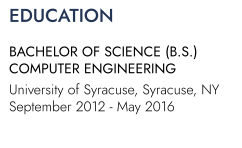 EDUCATION
BACHELOR OF SCIENCE (B.S.)
COMPUTER ENGINEERING
University of Syracuse, Syracuse, NY
September 2012 - May 2016